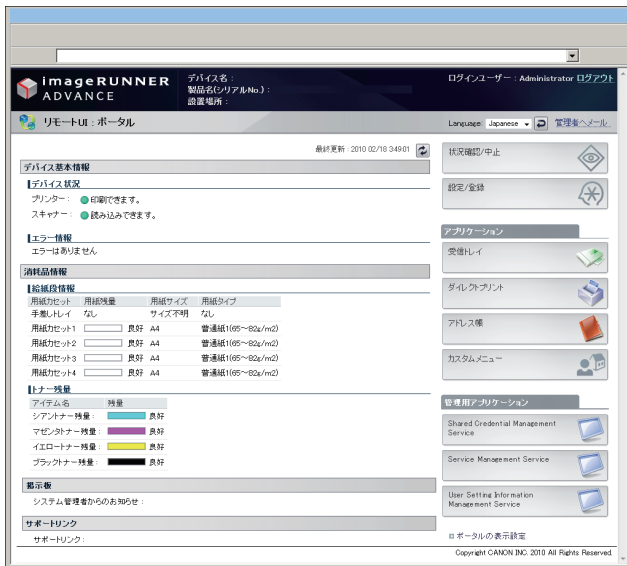 imageRUNNER
ADVANCE
デバイス名:
製品名(シリアルNo.):
設置場所:
ログインユーザー:Administrator ログアウト
リモートUI:ポータル
Language: Japanese
管理者へメール
最終更新:2010 02/18 3:49:01
デバイス基本情報
デバイス状況
プリンター: 印刷できます。
スキャナー: 読み込みできます。
エラー情報
エラーはありません
消耗品情報
給紙段情報
用紙カセット 用紙残量 用紙サイズ 用紙タイプ
手差しトレイ なし サイズ不明 なし
用紙カセット1 良好 A4 普通紙1(65~82g/m2)
用紙カセット2 良好 A4 普通紙1(65~82g/m2)
用紙カセット3 良好 A4 普通紙1(65~82g/m2)
用紙カセット4 良好 A4 普通紙1(65~82g/m2)
トナー残量
アイテム名 残量
シアントナー残量: 良好
マゼンタトナー残量: 良好
イエロートナー残量: 良好
ブラックトナー残量: 良好
掲示板
システム管理者からのお知らせ:
サポートリンク
サポートリンク:
状況確認/中止
設定/登録
アプリケーション
受信トレイ
ダイレクトプリント
アドレス帳
カスタムメニュー
管理用アプリケーション
Shared Credential Management
Service
Service Management Service
User Setting Information
Management Service
ポータルの表示設定
Copyright CANON INC. 2010 All Rights Reserved.